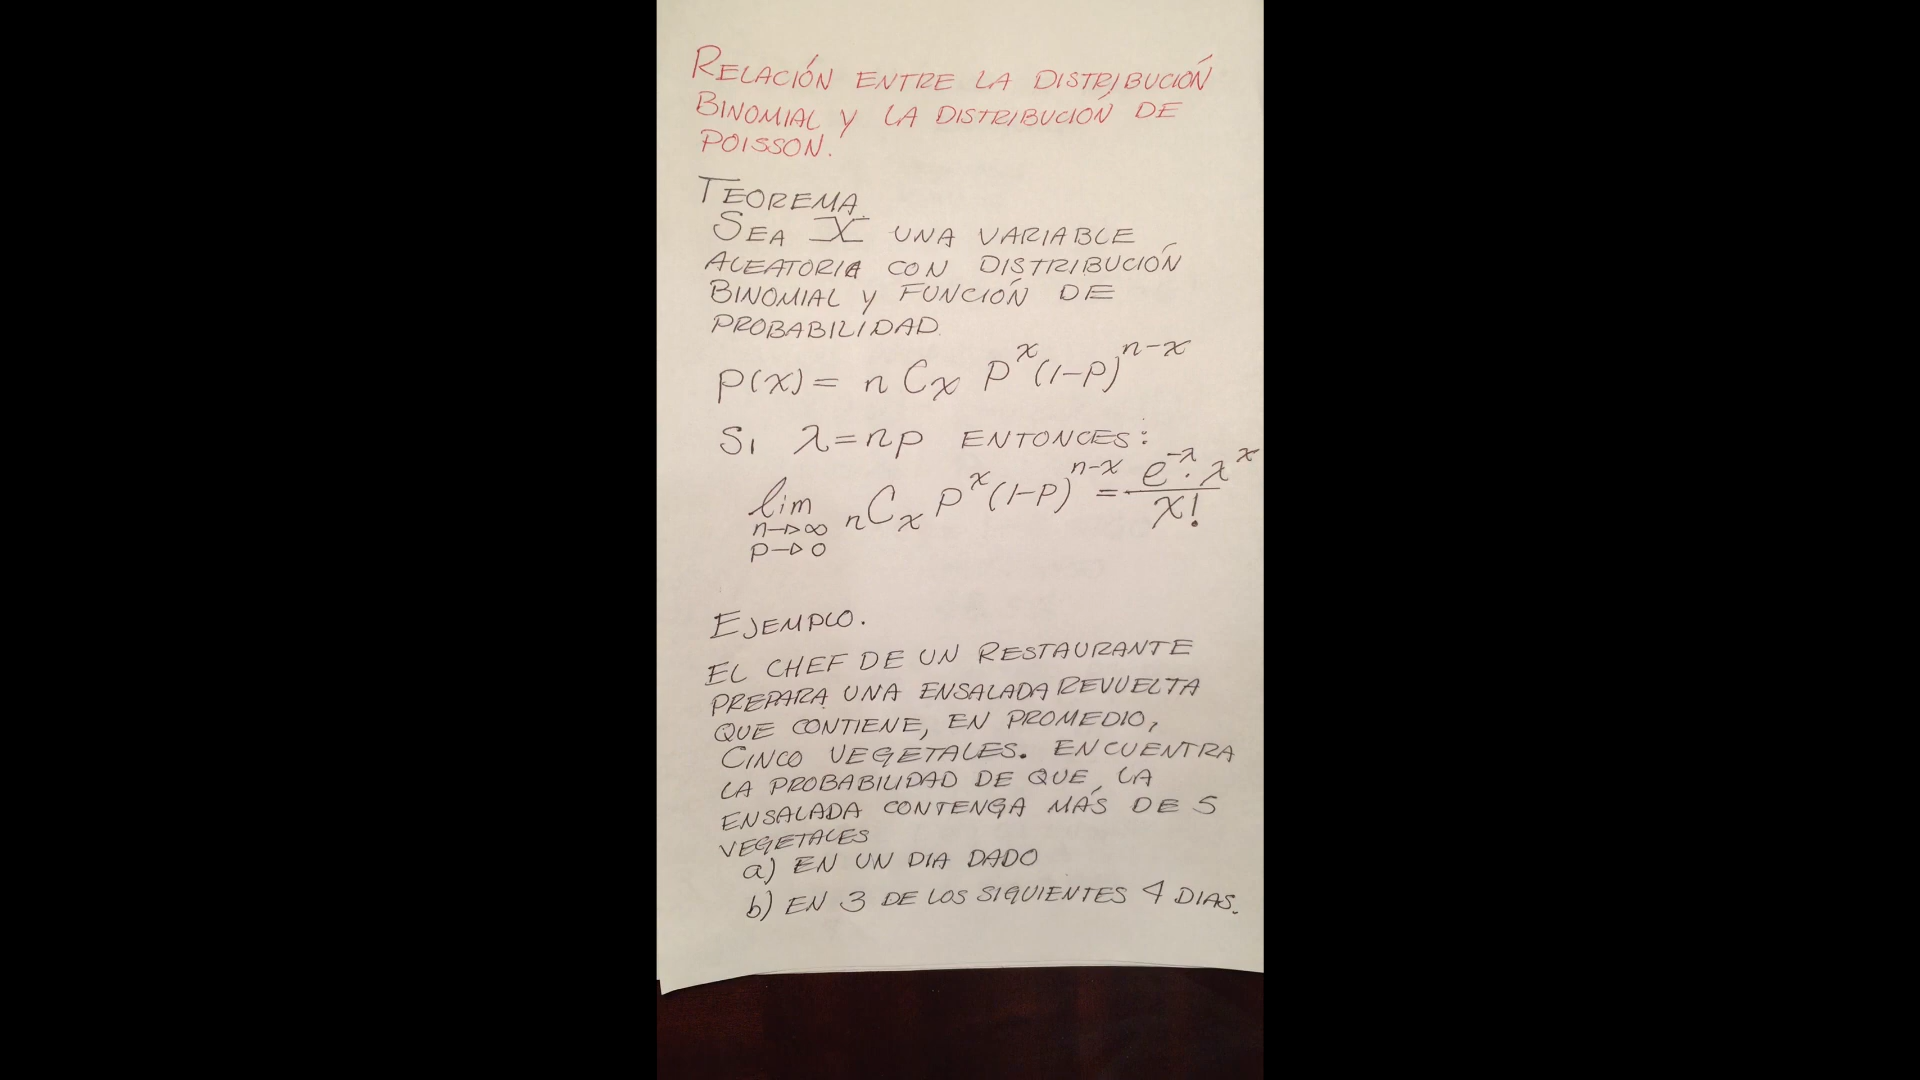 RELACIÓN ENTRE LA DISTRIBUCIÓN
BINOMIAL Y LA DISTRIBUCIÓN DE
POISSON.
TEOREMA
SEA X UNA VARIABLE
ALEATORIA CON DISTRIBUCIÓN
BINOMIAL Y FUNCIÓN DE
PROBABILIDAD
p(x) = nCx p^x (1-p)^{n-x}
SI λ=np ENTONCES:
lim nCx p^x (1-p)^{n-x} = e^{-λ} · λ^x / x!
n→∞
p→0
EJEMPLO.
EL CHEF DE UN RESTAURANTE
PREPARA UNA ENSALADA REVUELTA
QUE CONTIENE, EN PROMEDIO,
CINCO VEGETALES. ENCUENTRA
LA PROBABILIDAD DE QUE LA
ENSALADA CONTENGA MÁS DE 5
VEGETALES
a) EN UN DIA DADO
b) EN 3 DE LOS SIGUIENTES 4 DIAS.